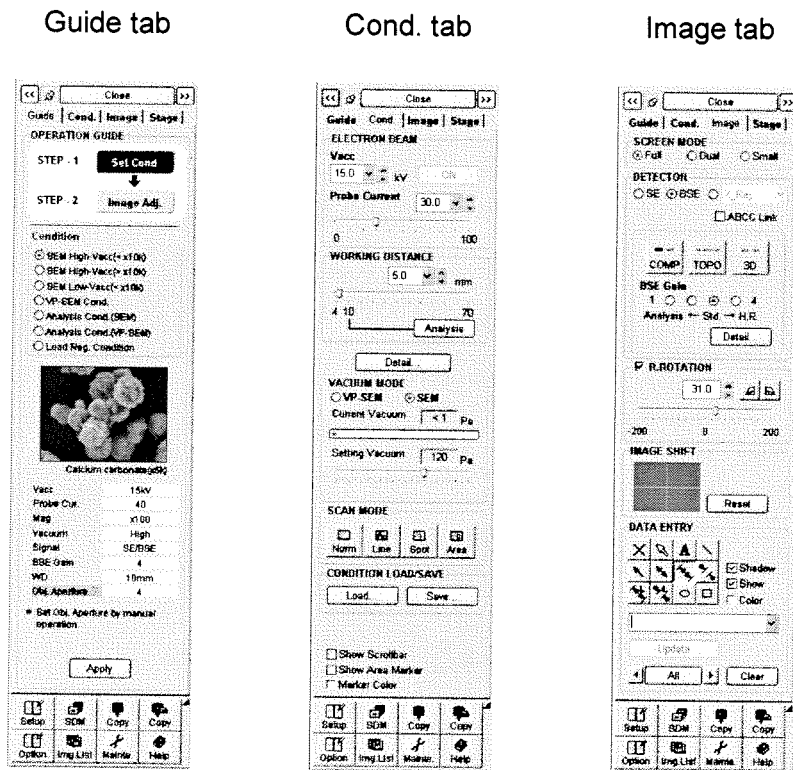 Guide tab
Cond. tab
Image tab
<< Close >>
Guide Cond. Image Stage
OPERATION GUIDE
STEP - 1 Set Cond
STEP - 2 Image Adj.
Condition
SEM High-Vacc(< x10k)
SEM High-Vacc(> x10k)
SEM Low-Vacc(< x10k)
VP-SEM Cond.
Analysis Cond.(SEM)
Analysis Cond.(VP-SEM)
Load Reg. Condition
Calcium carbonate(x5k)
Vacc 15kV
Probe Cur. 40
Mag x100
Vacuum High
Signal SE/BSE
BSE Gain 4
WD 10mm
Obj. Aperture 4
Set Obj. Aperture by manual
operation
Apply
Setup SDM Copy Copy
Option Img.List Mainte. Help
<< Close >>
Guide Cond. Image Stage
ELECTRON BEAM
Vacc
15.0 kV ON
Probe Current 30.0
0 100
WORKING DISTANCE
5.0 mm
4 10 70
Analysis
Detail...
VACUUM MODE
VP-SEM SEM
Current Vacuum < 1 Pa
Setting Vacuum 120 Pa
SCAN MODE
Norm Line Spot Area
CONDITION LOAD/SAVE
Load... Save...
Show Scrollbar
Show Area Marker
Marker Color
Setup SDM Copy Copy
Option Img.List Mainte. Help
<< Close >>
Guide Cond. Image Stage
SCREEN MODE
Full Dual Small
DETECTOR
SE BSE
ABCC Link
COMP TOPO 3D
BSE Gain
1 4
Analysis ← Std. → H.R.
Detail...
R.ROTATION
31.0
-200 0 200
IMAGE SHIFT
Reset
DATA ENTRY
A
Shadow
Show
Color
Update
All Clear
Setup SDM Copy Copy
Option Img.List Mainte. Help